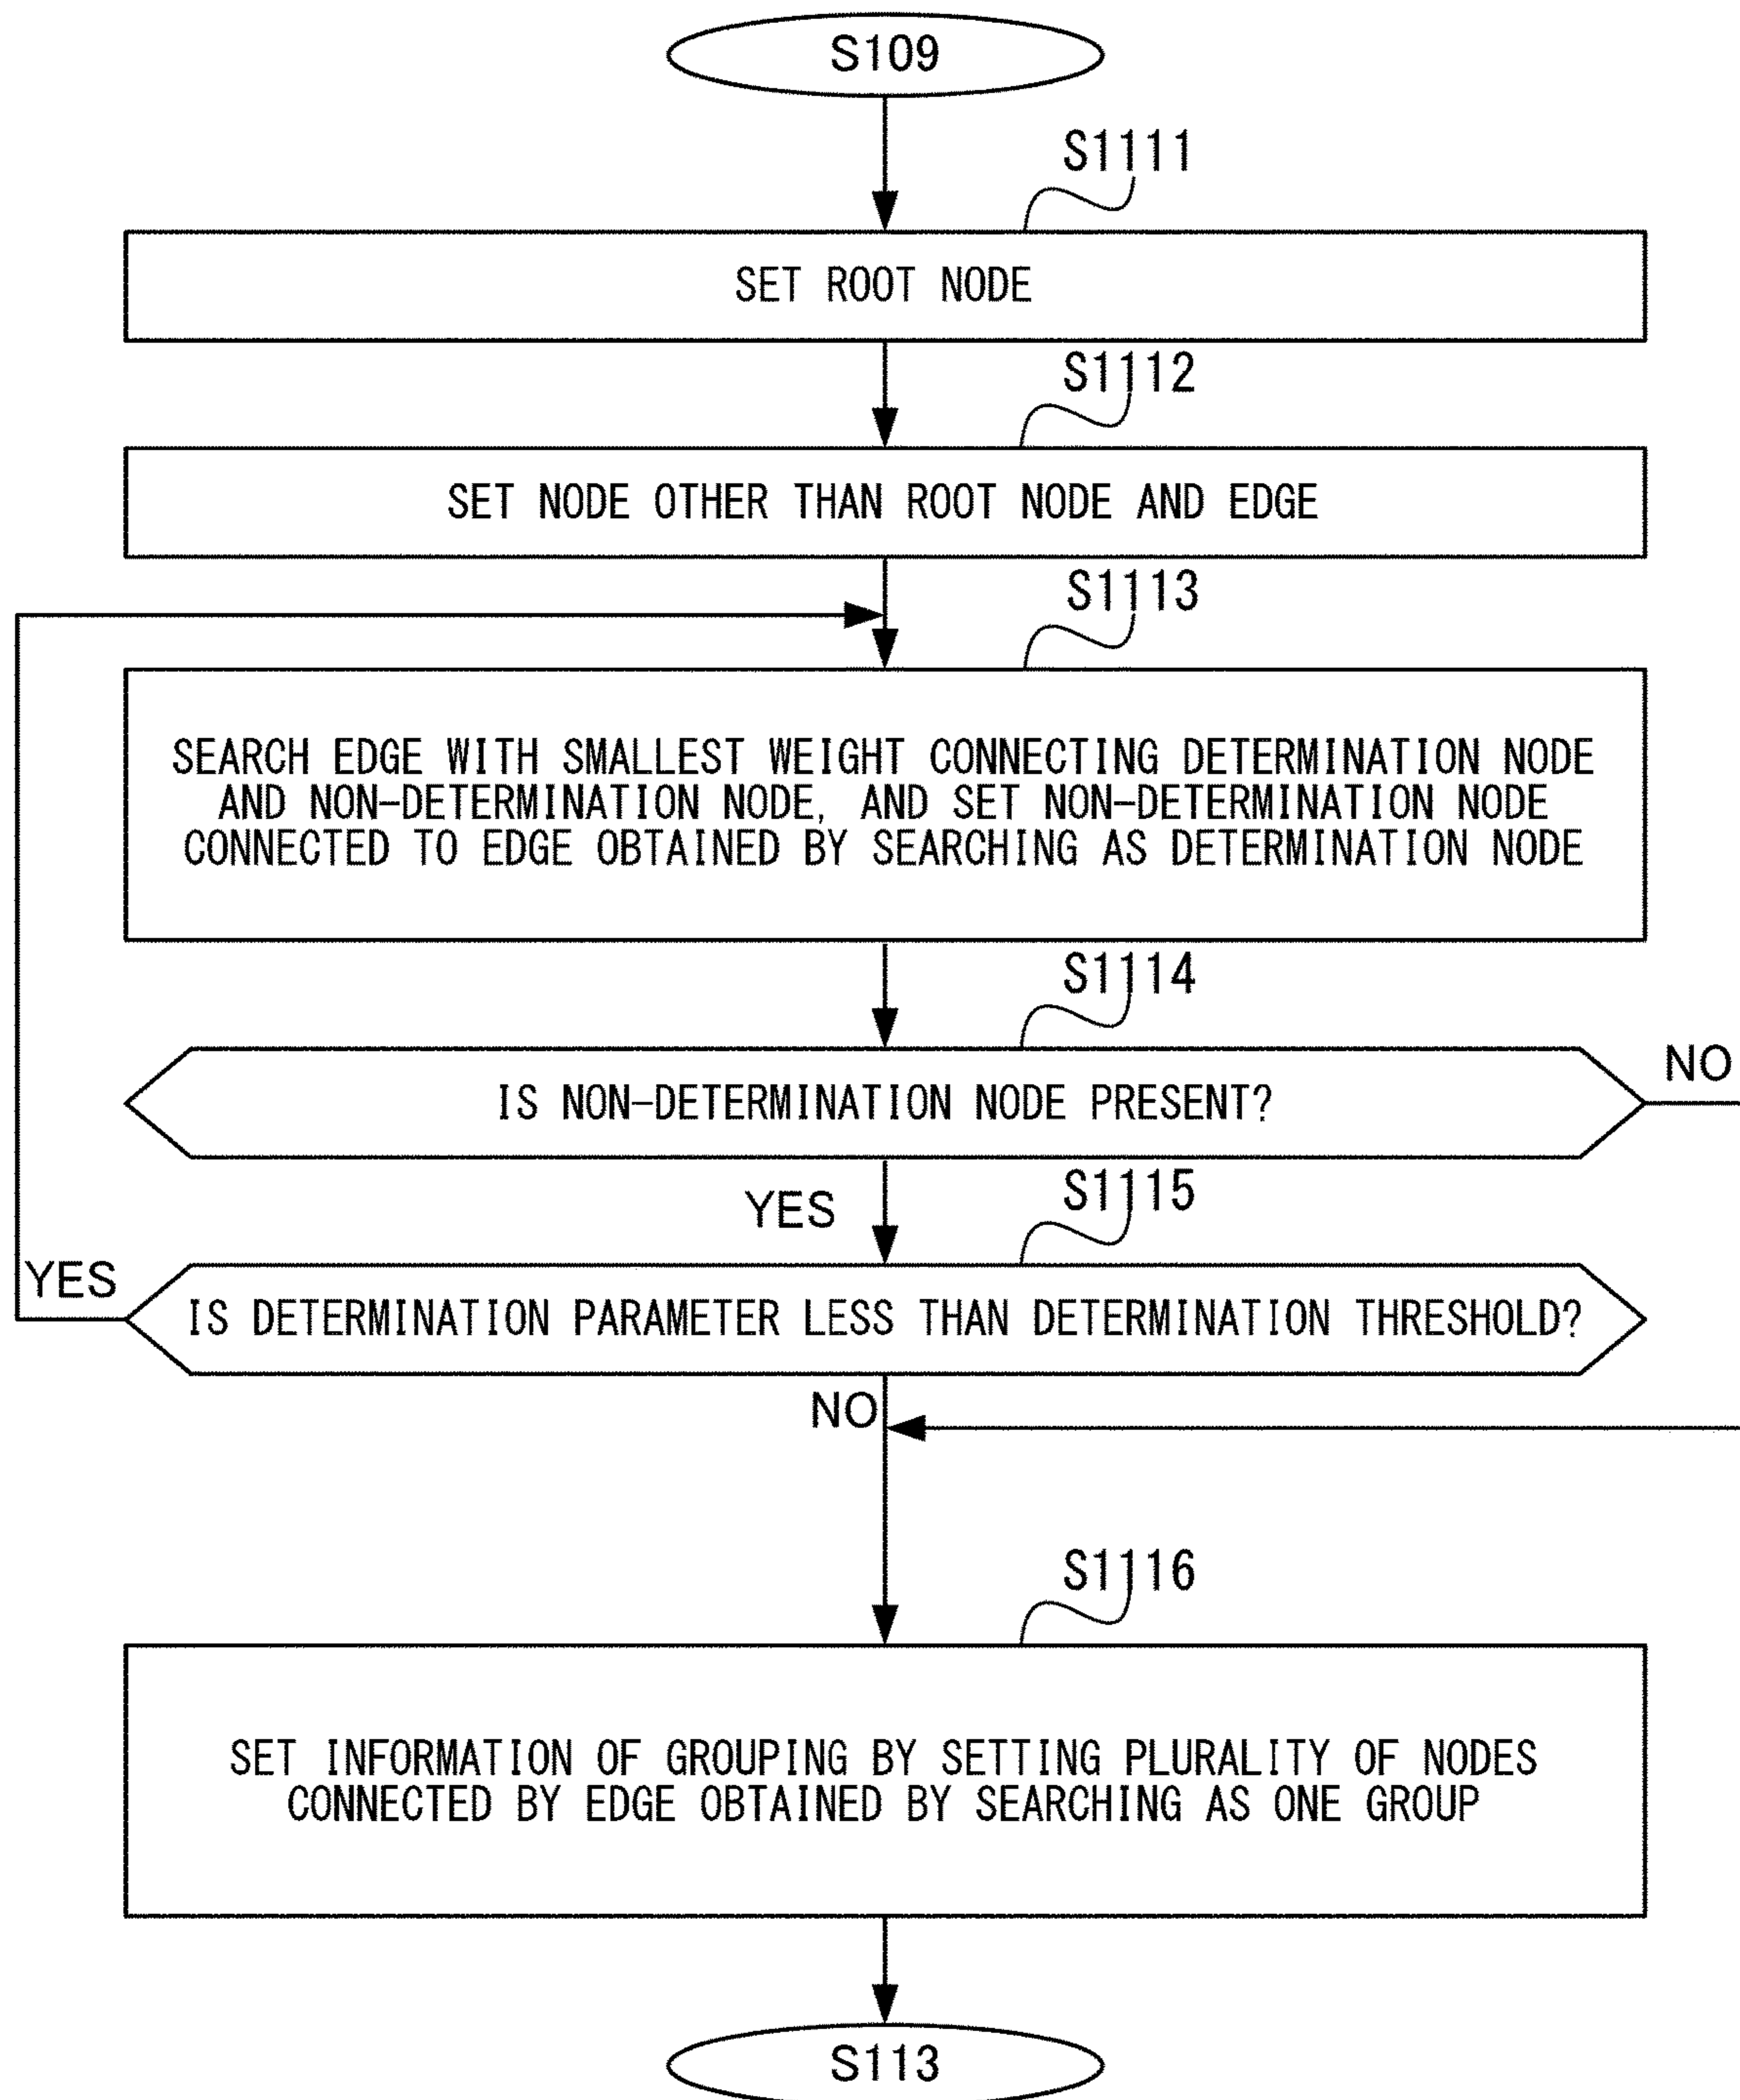 S109
S1111
SET ROOT NODE
S1112
SET NODE OTHER THAN ROOT NODE AND EDGE
S1113
SEARCH EDGE WITH SMALLEST WEIGHT CONNECTING DETERMINATION NODE
AND NON-DETERMINATION NODE, AND SET NON-DETERMINATION NODE
CONNECTED TO EDGE OBTAINED BY SEARCHING AS DETERMINATION NODE
S1114
NO
IS NON-DETERMINATION NODE PRESENT?
YES
S1115
YES
IS DETERMINATION PARAMETER LESS THAN DETERMINATION THRESHOLD?
NO
S1116
SET INFORMATION OF GROUPING BY SETTING PLURALITY OF NODES
CONNECTED BY EDGE OBTAINED BY SEARCHING AS ONE GROUP
S113